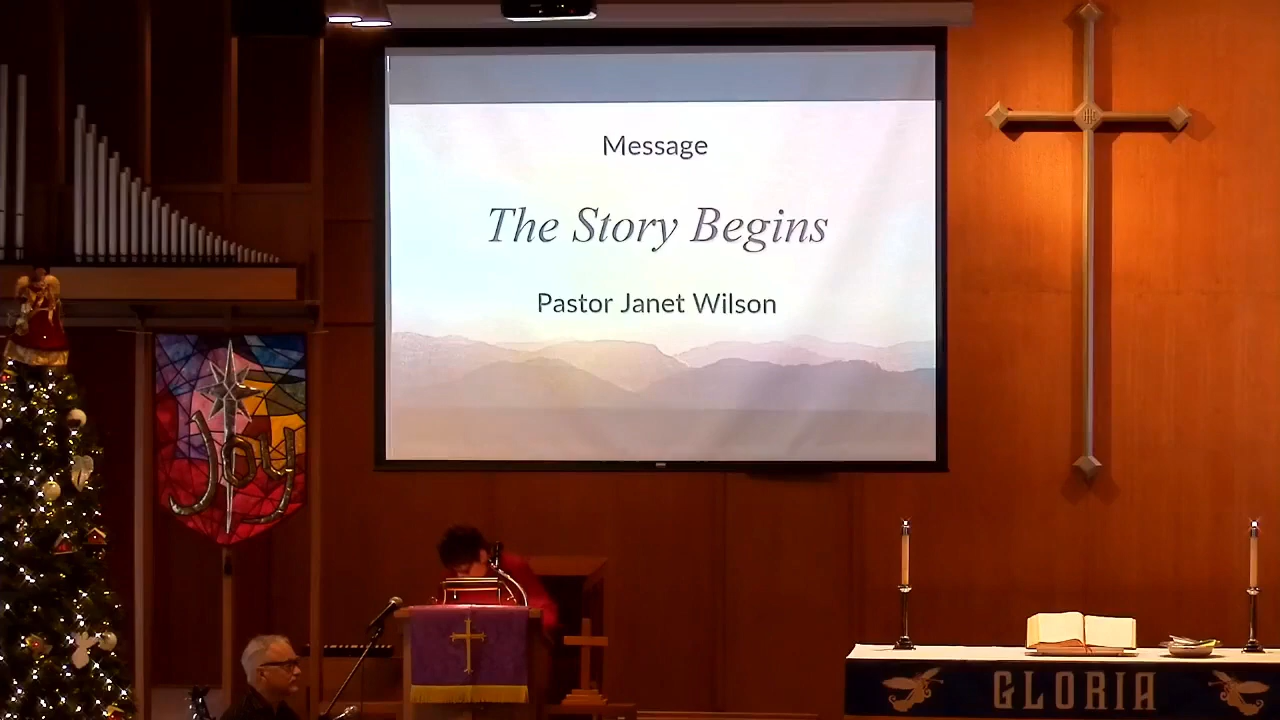 Message
The Story Begins
Pastor Janet Wilson
Joy
GLORIA